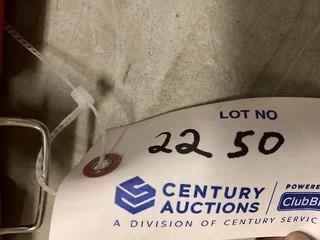 LOT NO
22 50
CENTURY
AUCTIONS
POWERE
ClubB
A DIVISION OF CENTURY SERVIC